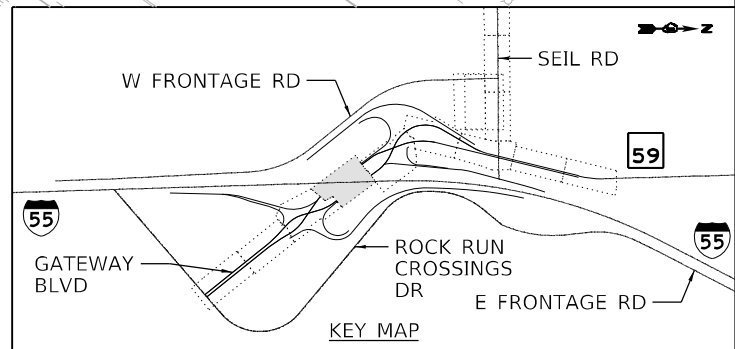 N
SEIL RD
W FRONTAGE RD
59
55
55
GATEWAY
BLVD
ROCK RUN
CROSSINGS
DR
E FRONTAGE RD
KEY MAP